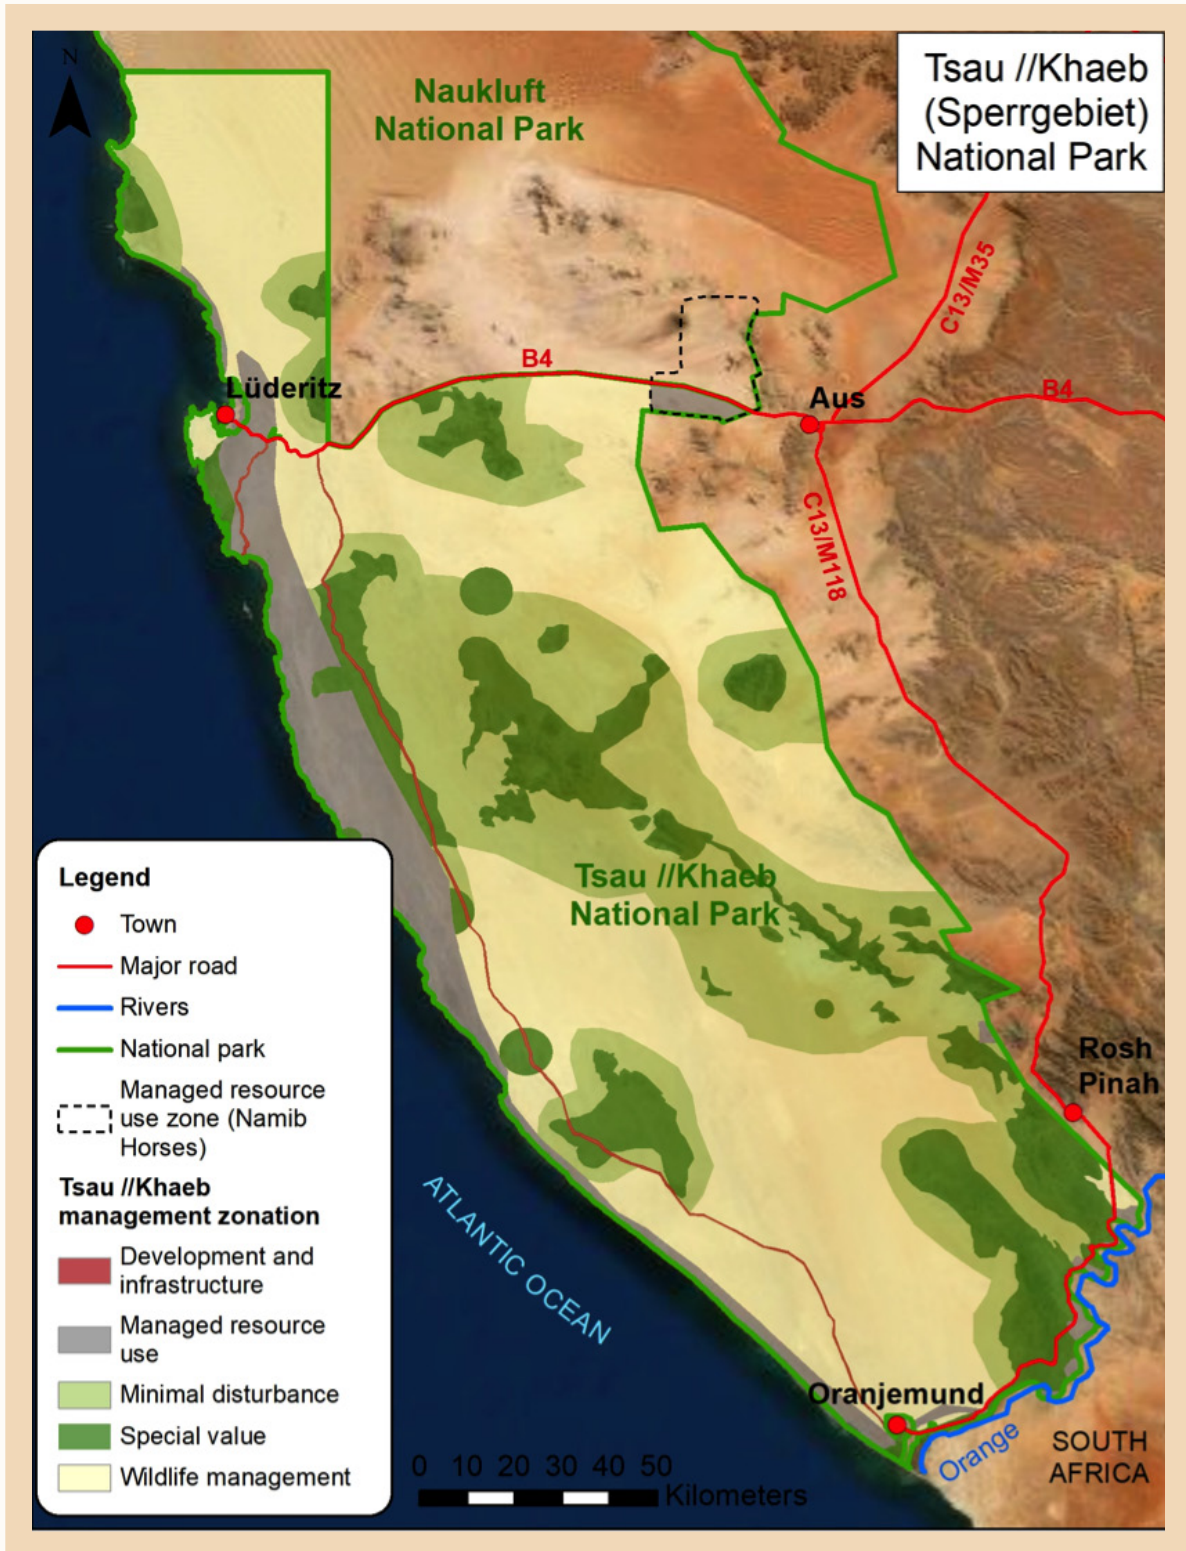 N
Tsau //Khaeb
(Sperrgebiet)
National Park
Naukluft
National Park
C13/M35
B4
Lüderitz
Aus
B4
C13/M118
Tsau //Khaeb
National Park
Rosh
Pinah
ATLANTIC OCEAN
Oranjemund
Orange
SOUTH
AFRICA
0 10 20 30 40 50
Kilometers
Legend
Town
Major road
Rivers
National park
Managed resource
use zone (Namib
Horses)
Tsau //Khaeb
management zonation
Development and
infrastructure
Managed resource
use
Minimal disturbance
Special value
Wildlife management